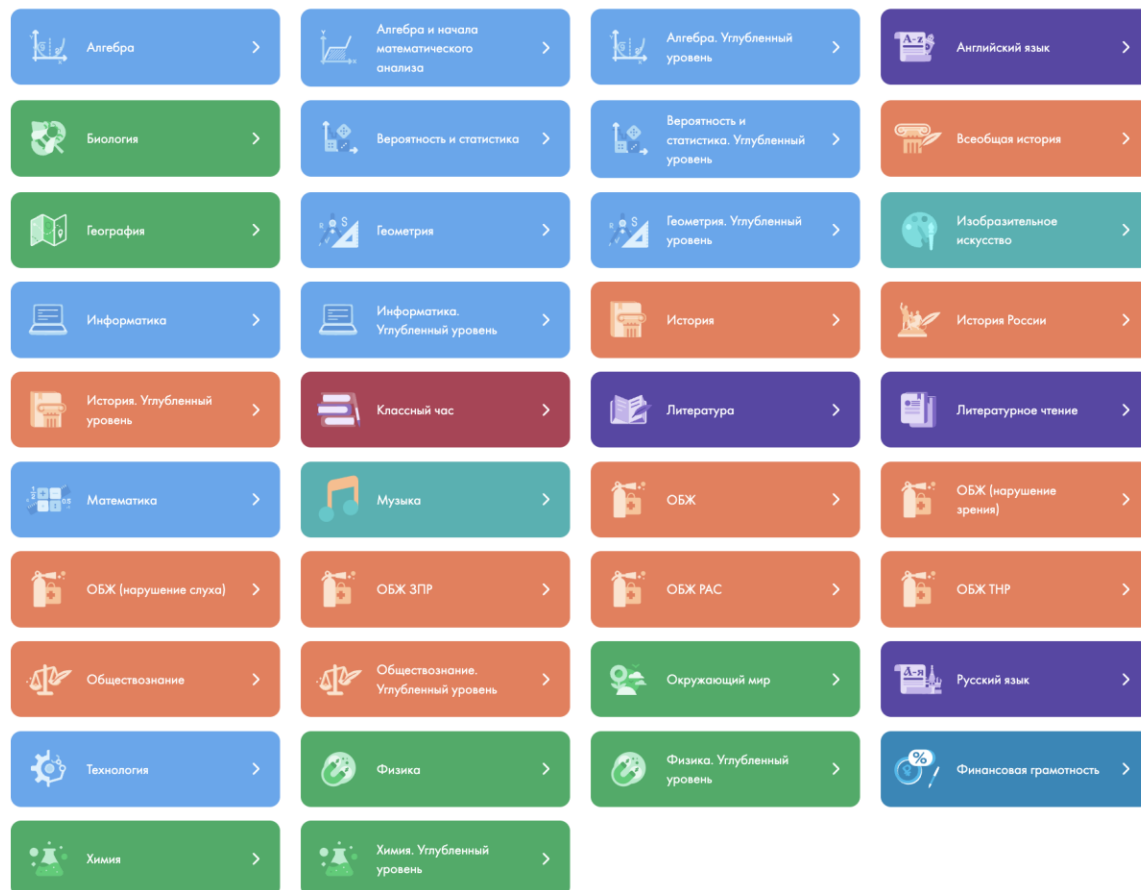 Алгебра
Алгебра и начала
математического
анализа
Алгебра. Углубленный
уровень
A-z
Английский язык
Биология
Вероятность и статистика
Вероятность и
статистика. Углубленный
уровень
Всеобщая история
География
Геометрия
Геометрия. Углубленный
уровень
Изобразительное
искусство
Информатика
Информатика.
Углубленный уровень
История
История России
История. Углубленный
уровень
Классный час
Литература
Литературное чтение
Математика
Музыка
ОБЖ
ОБЖ (нарушение
зрения)
ОБЖ (нарушение слуха)
ОБЖ ЗПР
ОБЖ РАС
ОБЖ ТНР
Обществознание
Обществознание.
Углубленный уровень
Окружающий мир
А-я
Русский язык
Технология
Физика
Физика. Углубленный
уровень
%
Финансовая грамотность
Химия
Химия. Углубленный
уровень